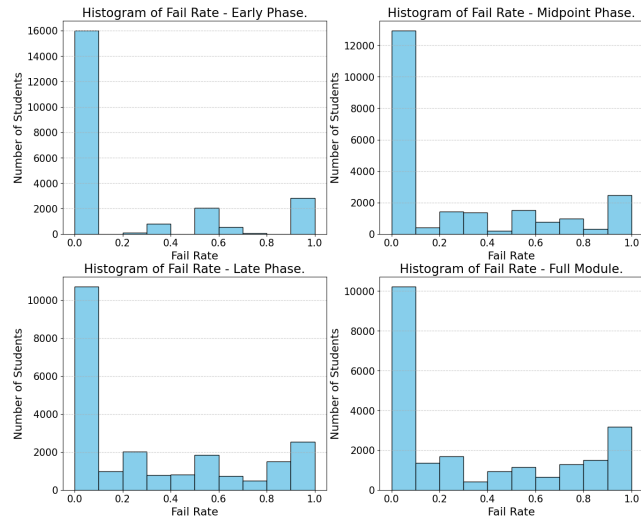 Histogram of Fail Rate - Early Phase.
16000
14000
12000
10000
8000
6000
4000
2000
0
Number of Students
0.0 0.2 0.4 0.6 0.8 1.0
Fail Rate
Histogram of Fail Rate - Midpoint Phase.
12000
10000
8000
6000
4000
2000
0
Number of Students
0.0 0.2 0.4 0.6 0.8 1.0
Fail Rate
Histogram of Fail Rate - Late Phase.
10000
8000
6000
4000
2000
0
Number of Students
0.0 0.2 0.4 0.6 0.8 1.0
Fail Rate
Histogram of Fail Rate - Full Module.
10000
8000
6000
4000
2000
0
Number of Students
0.0 0.2 0.4 0.6 0.8 1.0
Fail Rate